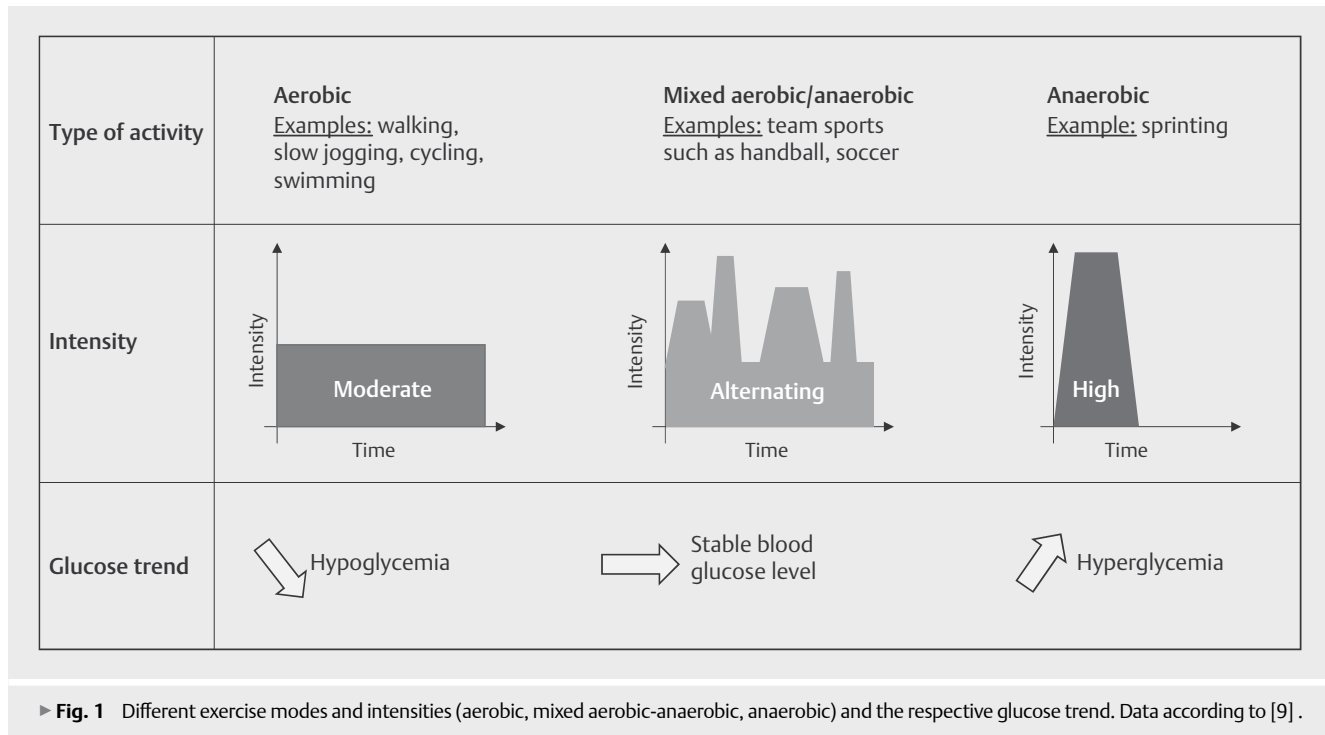 Type of activity
Aerobic
Examples: walking,
slow jogging, cycling,
swimming
Mixed aerobic/anaerobic
Examples: team sports
such as handball, soccer
Anaerobic
Example: sprinting
Intensity
Intensity
Moderate
Time
Intensity
Alternating
Time
Intensity
High
Time
Glucose trend
Hypoglycemia
Stable blood
glucose level
Hyperglycemia
▶ Fig. 1 Different exercise modes and intensities (aerobic, mixed aerobic-anaerobic, anaerobic) and the respective glucose trend. Data according to [9] .